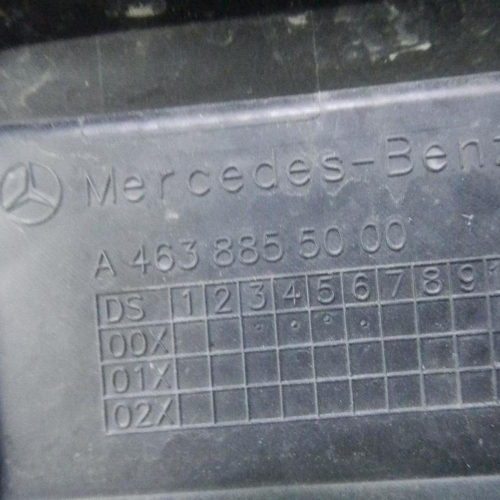 Mercedes-Ben
A 463 885 50 00
DS 1 2 3 4 5 6 7 8 9
00X
01X
02X